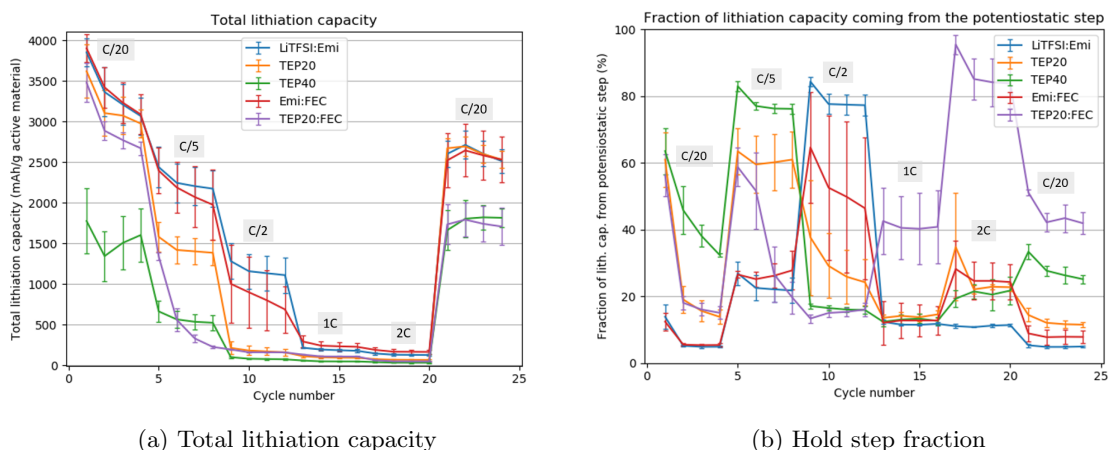 Total lithiation capacity
Total lithiation capacity (mAh/g active material)
4000
3500
3000
2500
2000
1500
1000
500
0
C/20
C/5
C/2
1C
2C
C/20
LiTFSI:Emi
TEP20
TEP40
Emi:FEC
TEP20:FEC
0 5 10 15 20 25
Cycle number
(a) Total lithiation capacity
Fraction of lithiation capacity coming from the potentiostatic step
Fraction of lith. cap. from potensiostatic step (%)
100
80
60
40
20
0
C/20
C/5
C/2
1C
2C
C/20
LiTFSI:Emi
TEP20
TEP40
Emi:FEC
TEP20:FEC
0 5 10 15 20 25
Cycle number
(b) Hold step fraction